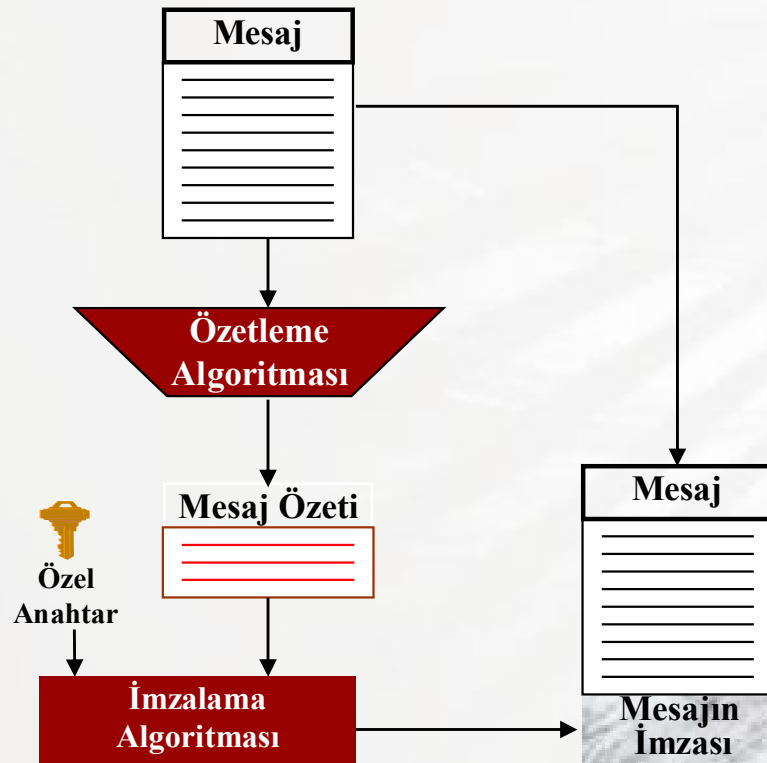 Mesaj
Özetleme
Algoritması
Mesaj Özeti
Özel
Anahtar
İmzalama
Algoritması
Mesaj
Mesajın
İmzası